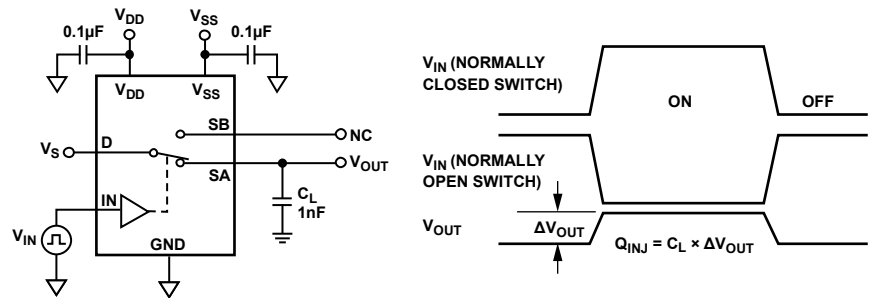 VDD
VSS
0.1µF
0.1µF
VDD
VSS
SB
NC
VS
D
SA
VOUT
IN
CL
1nF
VIN
GND
VIN (NORMALLY
CLOSED SWITCH)
ON
OFF
VIN (NORMALLY
OPEN SWITCH)
VOUT
ΔVOUT
QINJ = CL × ΔVOUT